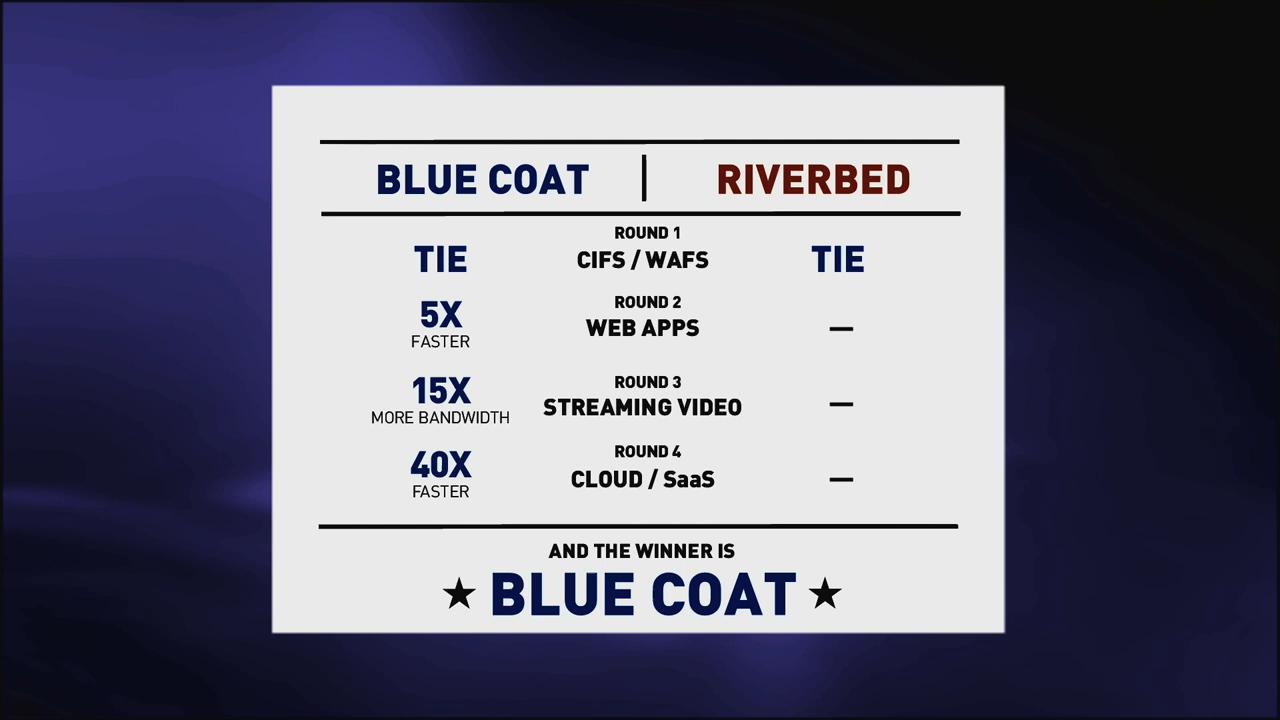 BLUE COAT | RIVERBED
ROUND 1
TIE CIFS / WAFS TIE
ROUND 2
5X WEB APPS —
FASTER
ROUND 3
15X STREAMING VIDEO —
MORE BANDWIDTH
ROUND 4
40X CLOUD / SaaS —
FASTER
AND THE WINNER IS
★ BLUE COAT ★